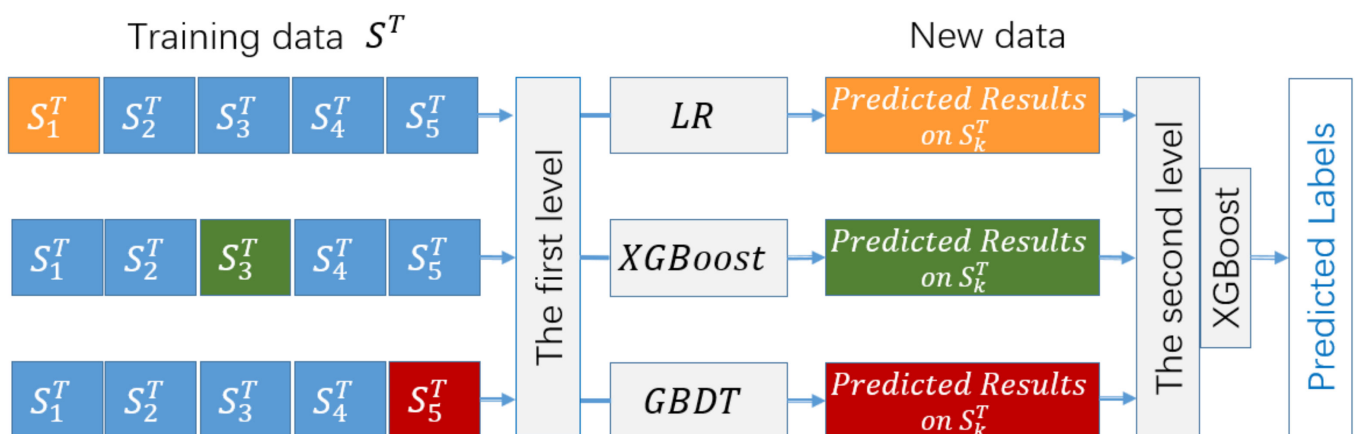 Training data S^T
New data
S_1^T S_2^T S_3^T S_4^T S_5^T
The first level
LR
Predicted Results
on S_k^T
The second level
XGBoost
Predicted Labels
S_1^T S_2^T S_3^T S_4^T S_5^T
XGBoost
Predicted Results
on S_k^T
S_1^T S_2^T S_3^T S_4^T S_5^T
GBDT
Predicted Results
on S_k^T